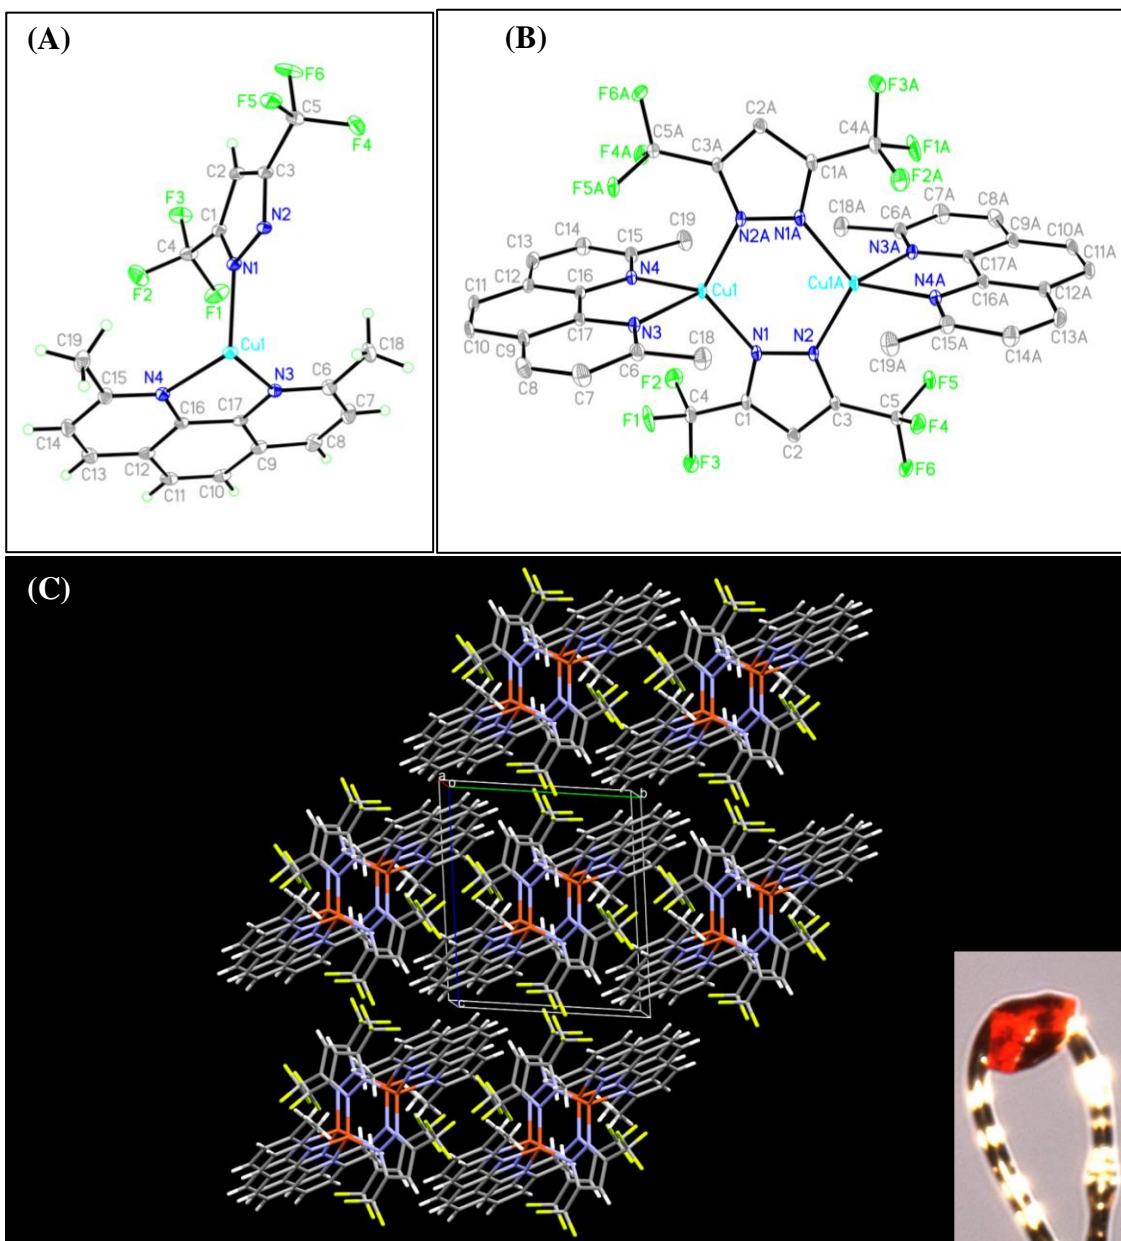 (A)
F6
F5
C5
F4
C2
C3
F3
C1
N2
C4
N1
F2
F1
Cu1
C19
C18
C15
N4
N3
C6
C16
C17
C7
C14
C12
C9
C8
C13
C11
C10
(B)
F6A
C2A
F3A
C5A
C4A
F4A
C3A
C1A
F1A
F5A
F2A
C7A
C8A
C18A
C6A
C9A
C19
N2A
N1A
C10A
C14
C15
N3A
C11A
C13
C17A
C12
C16
N4
Cu1
Cu1A
N4A
C16A
C12A
C11
C17
N3
C13A
C10
C15A
C14A
C9
C18
N1
N2
C19A
C8
C7
C6
F2
F5
C4
C5
F1
C1
C3
F4
C2
F3
F6
(C)
a
o
b
c